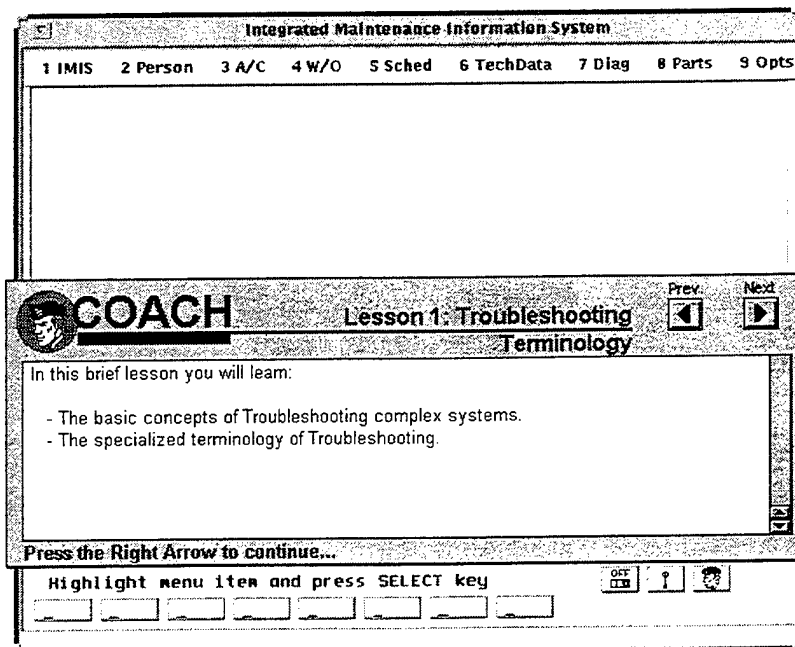 Integrated Maintenance Information System
1 IMIS 2 Person 3 A/C 4 W/O 5 Sched 6 TechData 7 Diag 8 Parts 9 Opts
COACH
Lesson 1: Troubleshooting
Terminology
Prev. Next
In this brief lesson you will learn:
- The basic concepts of Troubleshooting complex systems.
- The specialized terminology of Troubleshooting.
Press the Right Arrow to continue...
Highlight menu item and press SELECT key
OFF